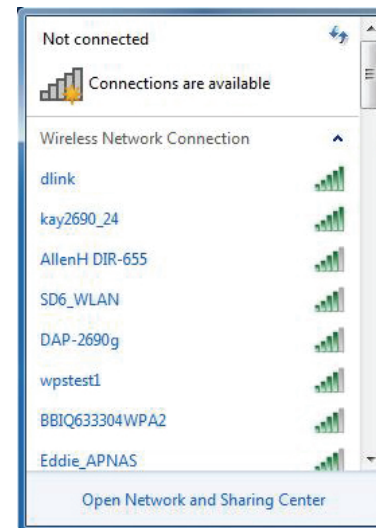 Not connected
Connections are available
Wireless Network Connection
dlink
kay2690_24
AllenH DIR-655
SD6_WLAN
DAP-2690g
wpstest1
BBIQ633304WPA2
Eddie_APNAS
Open Network and Sharing Center